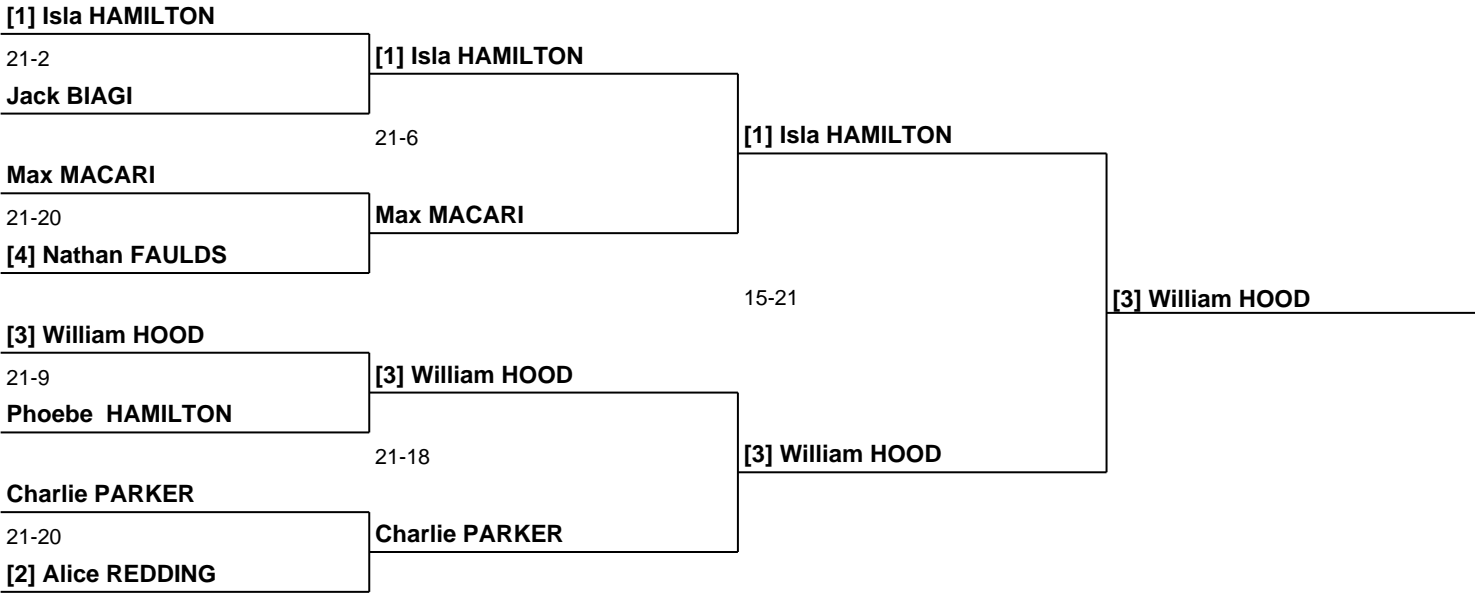 [1] Isla HAMILTON
21-2
Jack BIAGI
Max MACARI
21-20
[4] Nathan FAULDS
[3] William HOOD
21-9
Phoebe  HAMILTON
Charlie PARKER
21-20
[2] Alice REDDING
[1] Isla HAMILTON
21-6
Max MACARI
[3] William HOOD
21-18
Charlie PARKER
[1] Isla HAMILTON
15-21
[3] William HOOD
[3] William HOOD